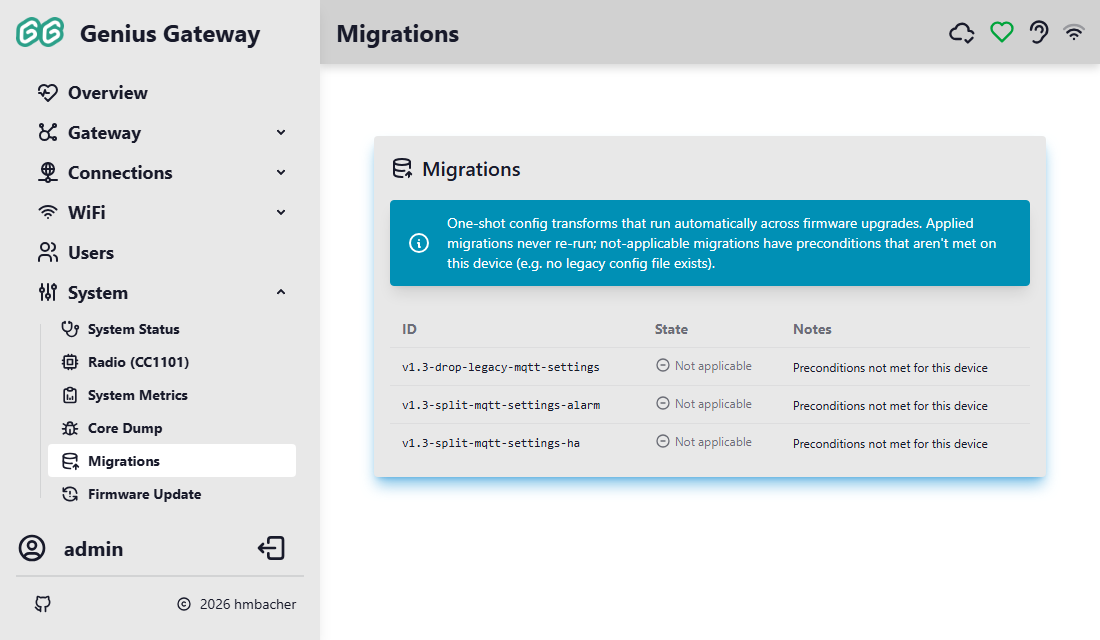 Genius Gateway
Migrations
Overview
Gateway
Connections
WiFi
Users
System
System Status
Radio (CC1101)
System Metrics
Core Dump
Migrations
Firmware Update
admin
© 2026 hmbacher
Migrations
One-shot config transforms that run automatically across firmware upgrades. Applied
migrations never re-run; not-applicable migrations have preconditions that aren't met on
this device (e.g. no legacy config file exists).
ID State Notes
v1.3-drop-legacy-mqtt-settings Not applicable Preconditions not met for this device
v1.3-split-mqtt-settings-alarm Not applicable Preconditions not met for this device
v1.3-split-mqtt-settings-ha Not applicable Preconditions not met for this device